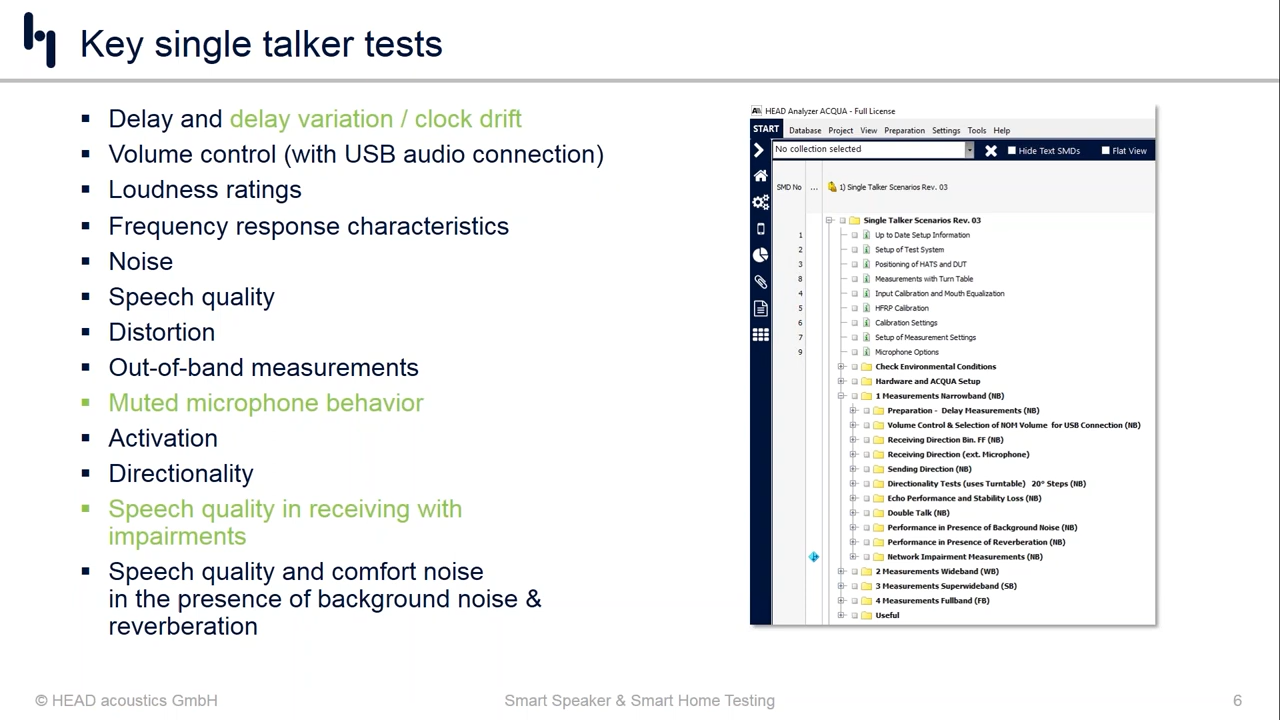 Key single talker tests
Delay and delay variation / clock drift
Volume control (with USB audio connection)
Loudness ratings
Frequency response characteristics
Noise
Speech quality
Distortion
Out-of-band measurements
Muted microphone behavior
Activation
Directionality
Speech quality in receiving with
impairments
Speech quality and comfort noise
in the presence of background noise &
reverberation
HEAD Analyzer ACQUA - Full License
START Database Project View Preparation Settings Tools Help
No collection selected Hide Text SMDs Flat View
SMD No ... 1) Single Talker Scenarios Rev. 03
Single Talker Scenarios Rev. 03
1 Up to Date Setup Information
2 Setup of Test System
3 Positioning of HATS and DUT
8 Measurements with Turn Table
4 Input Calibration and Mouth Equalization
5 HFRP Calibration
6 Calibration Settings
7 Setup of Measurement Settings
9 Microphone Options
Check Environmental Conditions
Hardware and ACQUA Setup
1 Measurements Narrowband (NB)
Preparation - Delay Measurements (NB)
Volume Control & Selection of NOM Volume for USB Connection (NB)
Receiving Direction Bin. FF (NB)
Receiving Direction (ext. Microphone)
Sending Direction (NB)
Directionality Tests (uses Turntable) 20° Steps (NB)
Echo Performance and Stability Loss (NB)
Double Talk (NB)
Performance in Presence of Background Noise (NB)
Performance in Presence of Reverberation (NB)
Network Impairment Measurements (NB)
2 Measurements Wideband (WB)
3 Measurements Superwideband (SB)
4 Measurements Fullband (FB)
Useful
© HEAD acoustics GmbH
Smart Speaker & Smart Home Testing
6